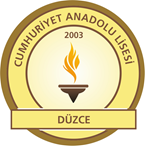 CUMHURİYET ANADOLU LİSESİ
2003
DÜZCE